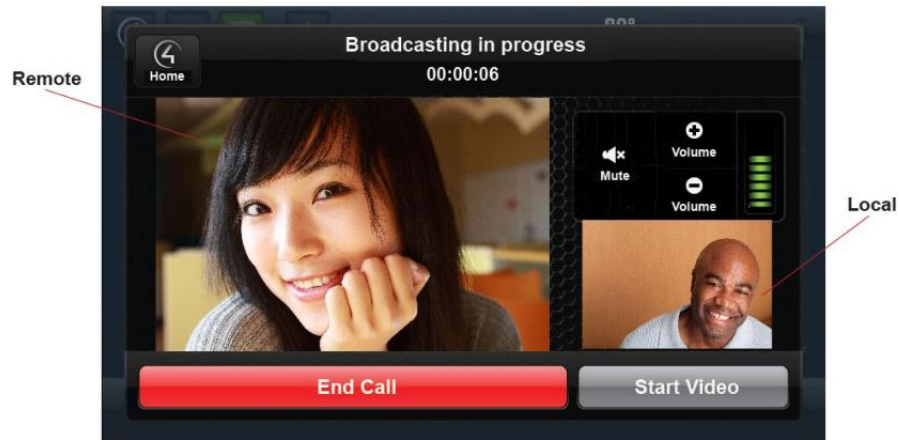 Broadcasting in progress
00:00:06
Home
Remote
Volume
Mute
Volume
Local
End Call
Start Video